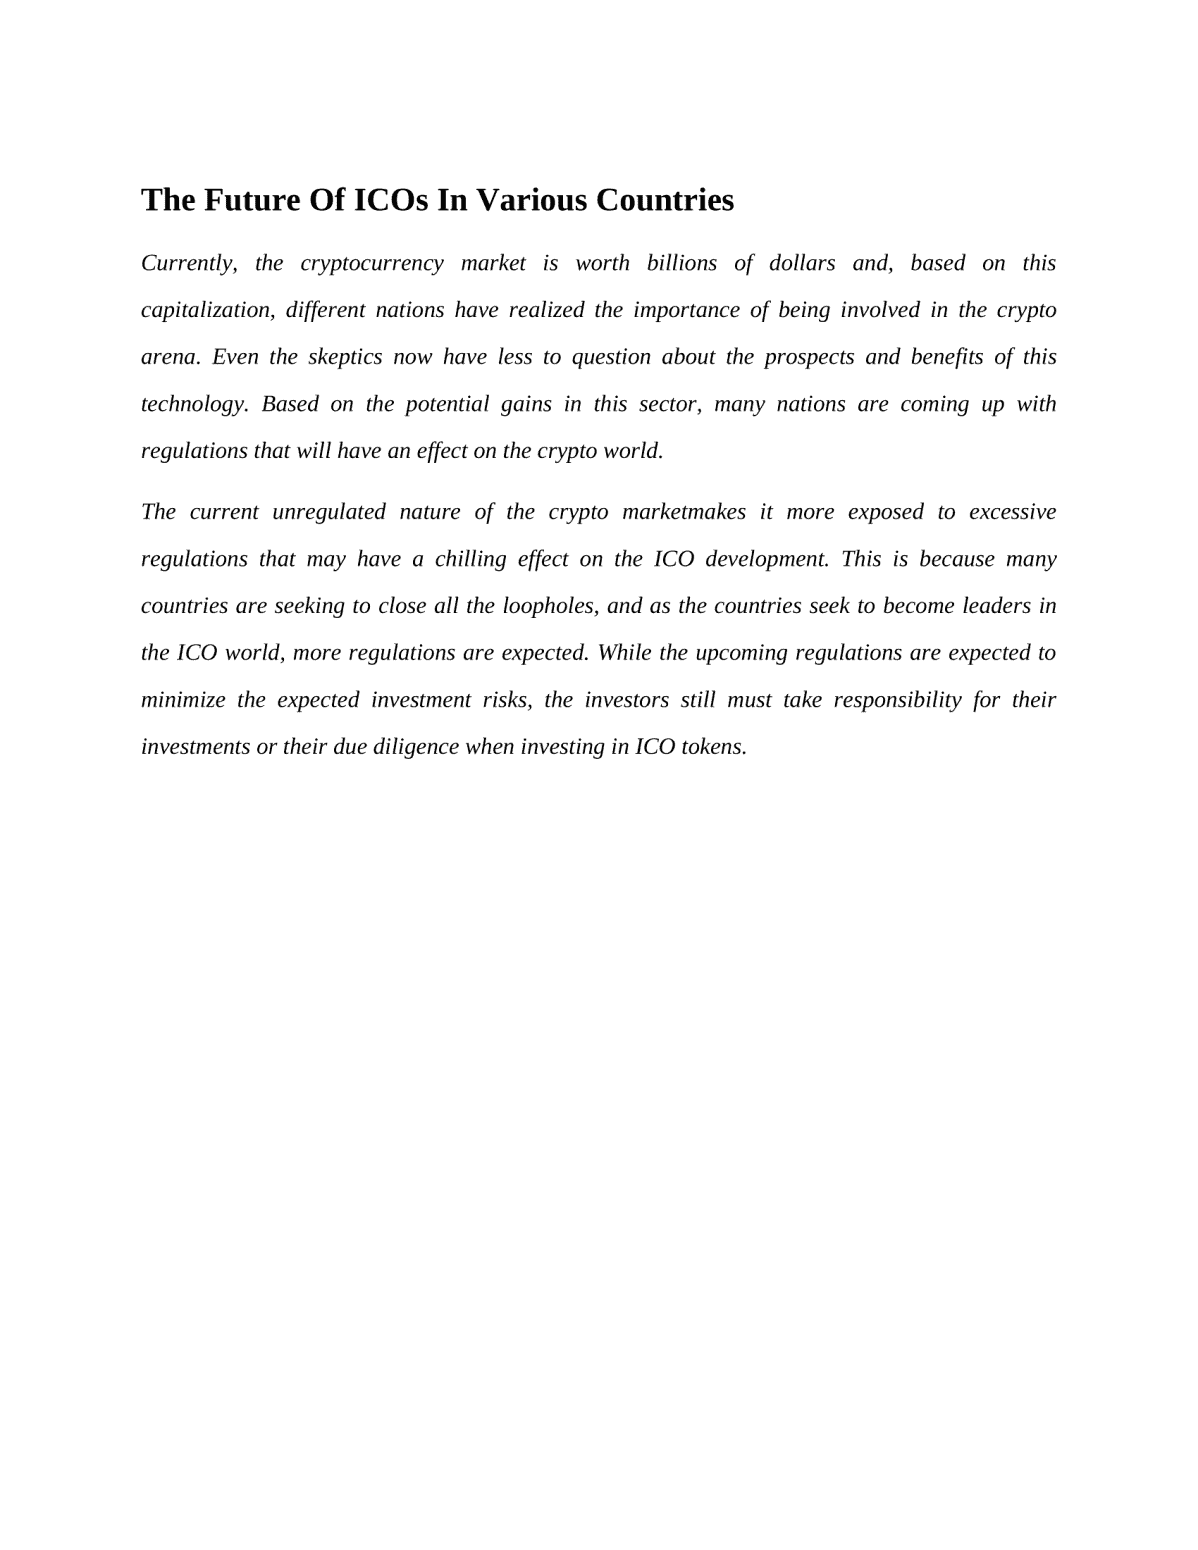 The Future Of ICOs In Various Countries
Currently, the cryptocurrency market is worth billions of dollars and, based on this
capitalization, different nations have realized the importance of being involved in the crypto
arena. Even the skeptics now have less to question about the prospects and benefits of this
technology. Based on the potential gains in this sector, many nations are coming up with
regulations that will have an effect on the crypto world.
The current unregulated nature of the crypto marketmakes it more exposed to excessive
regulations that may have a chilling effect on the ICO development. This is because many
countries are seeking to close all the loopholes, and as the countries seek to become leaders in
the ICO world, more regulations are expected. While the upcoming regulations are expected to
minimize the expected investment risks, the investors still must take responsibility for their
investments or their due diligence when investing in ICO tokens.